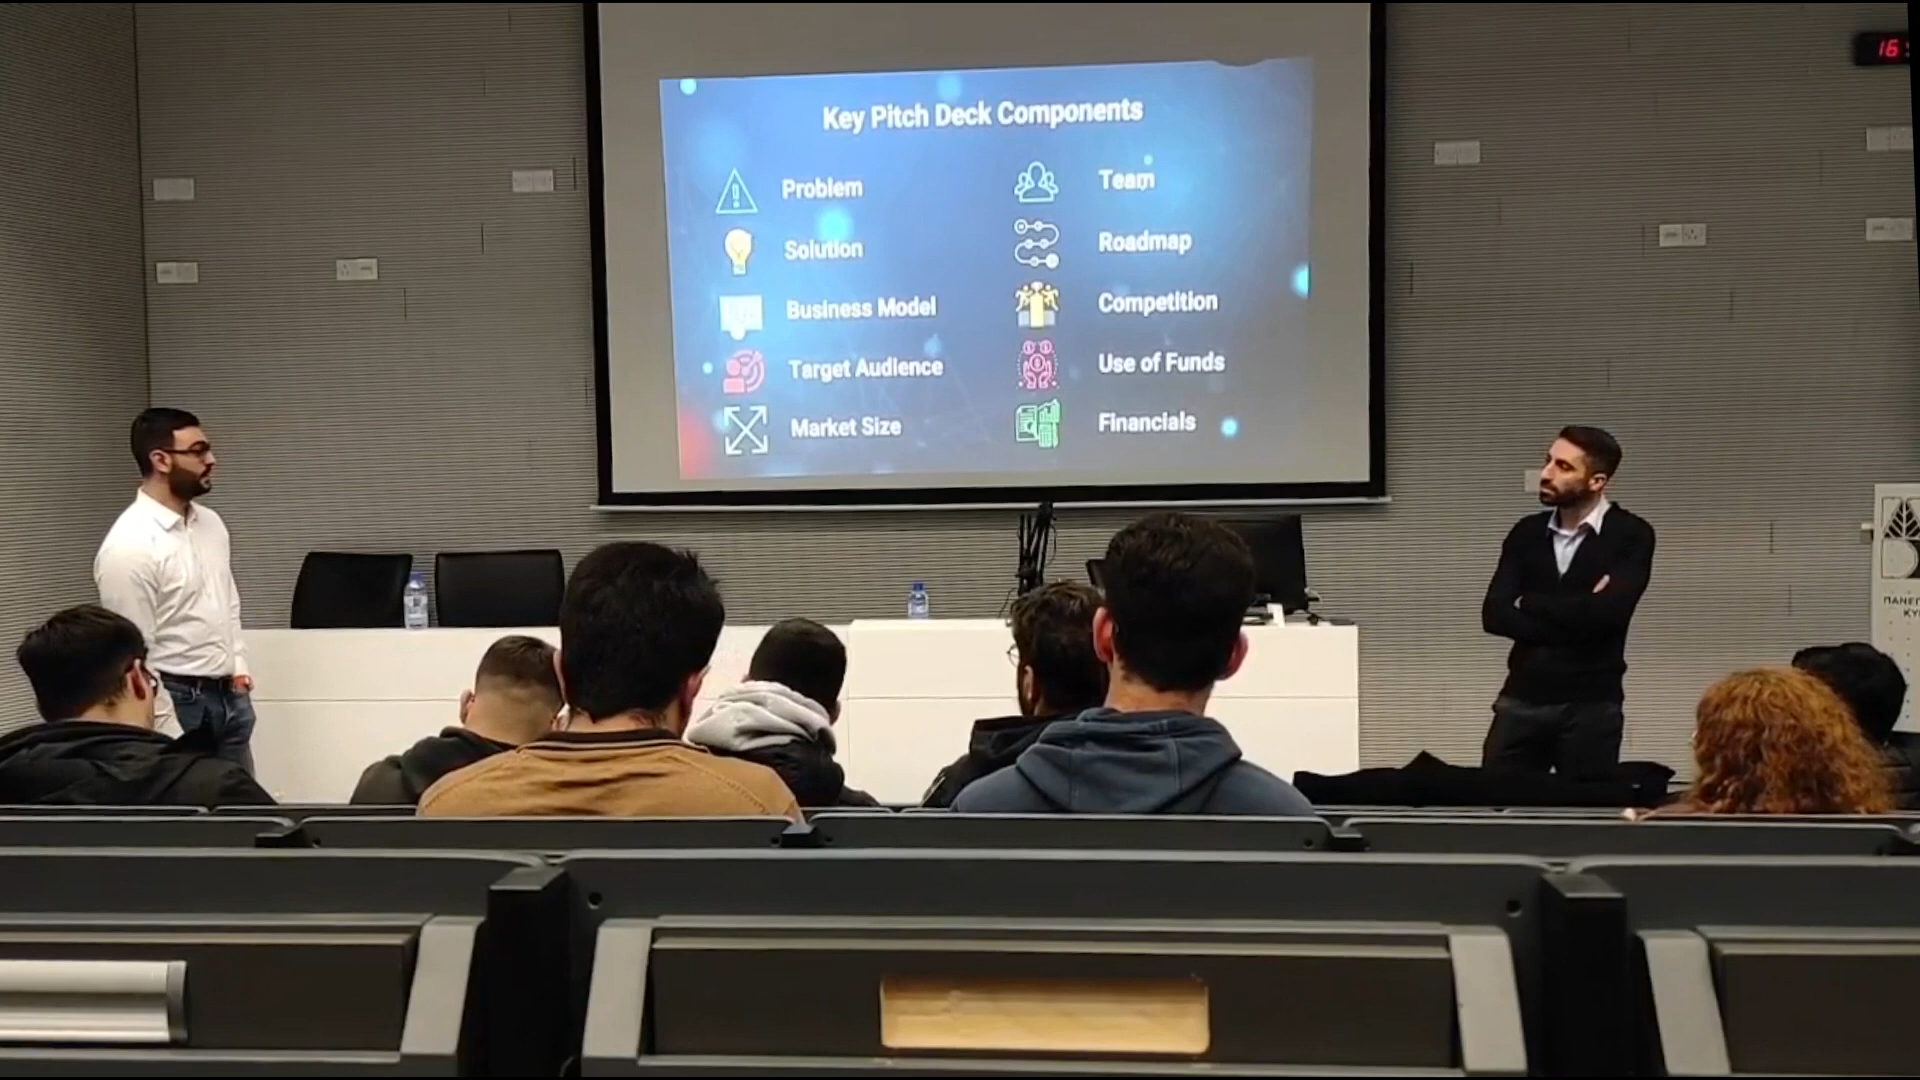 Key Pitch Deck Components
Problem
Solution
Business Model
Target Audience
Market Size
Team
Roadmap
Competition
Use of Funds
Financials
16: